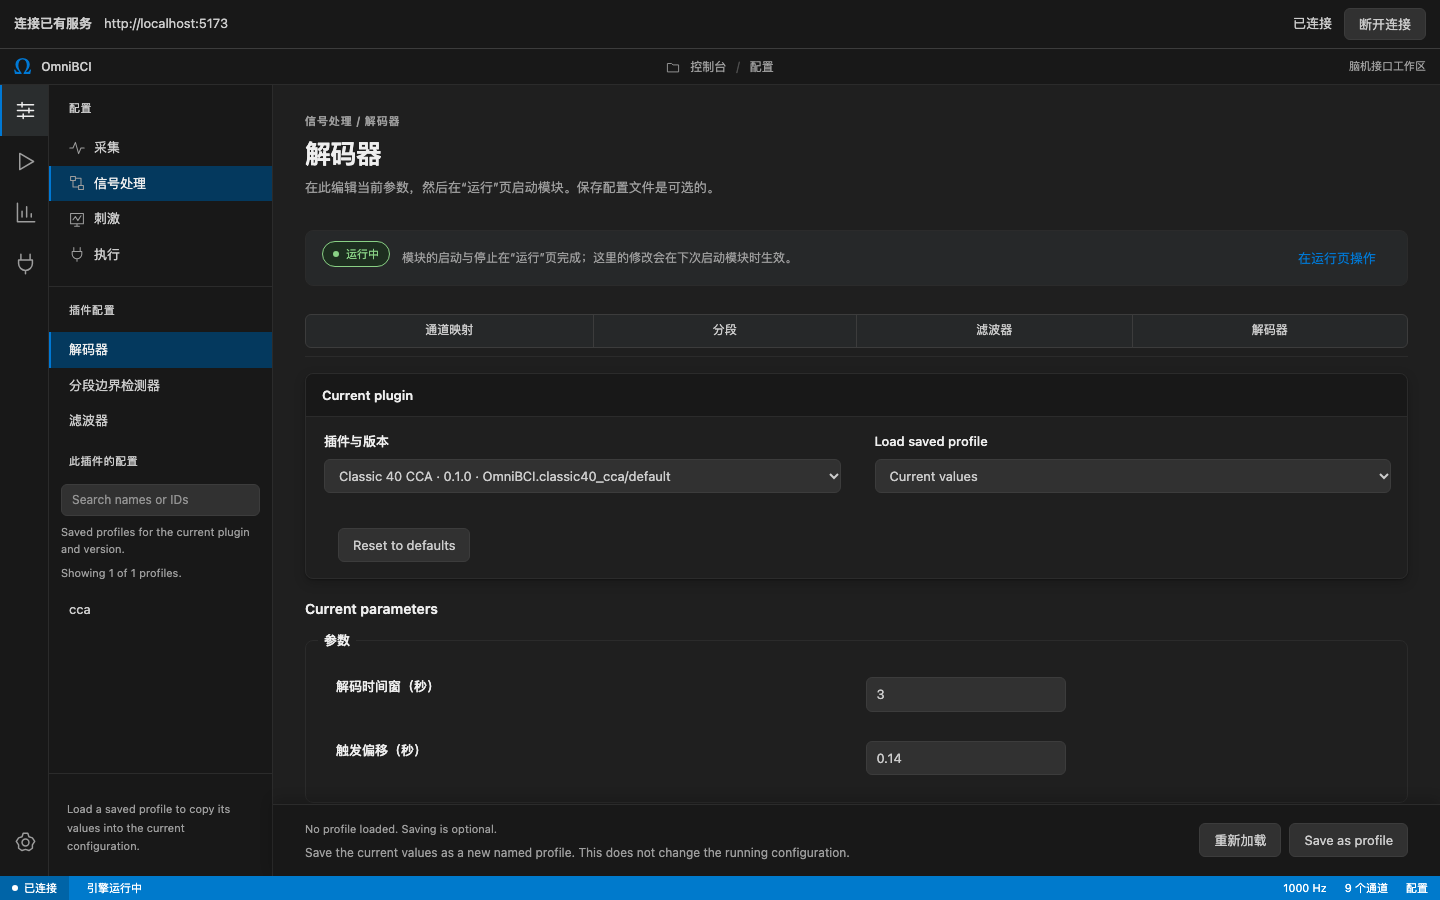 连接已有服务 http://localhost:5173
已连接 断开连接
OmniBCI
控制台 / 配置
脑机接口工作区
配置
采集
信号处理
刺激
执行
插件配置
解码器
分段边界检测器
滤波器
此插件的配置
Search names or IDs
Saved profiles for the current plugin
and version.
Showing 1 of 1 profiles.
cca
Load a saved profile to copy its
values into the current
configuration.
信号处理 / 解码器
解码器
在此编辑当前参数，然后在“运行”页启动模块。保存配置文件是可选的。
运行中 模块的启动与停止在“运行”页完成；这里的修改会在下次启动模块时生效。 在运行页操作
通道映射 分段 滤波器 解码器
Current plugin
插件与版本 Load saved profile
Classic 40 CCA · 0.1.0 · OmniBCI.classic40_cca/default Current values
Reset to defaults
Current parameters
参数
解码时间窗（秒） 3
触发偏移（秒） 0.14
No profile loaded. Saving is optional.
Save the current values as a new named profile. This does not change the running configuration.
重新加载 Save as profile
已连接 引擎运行中 1000 Hz 9 个通道 配置